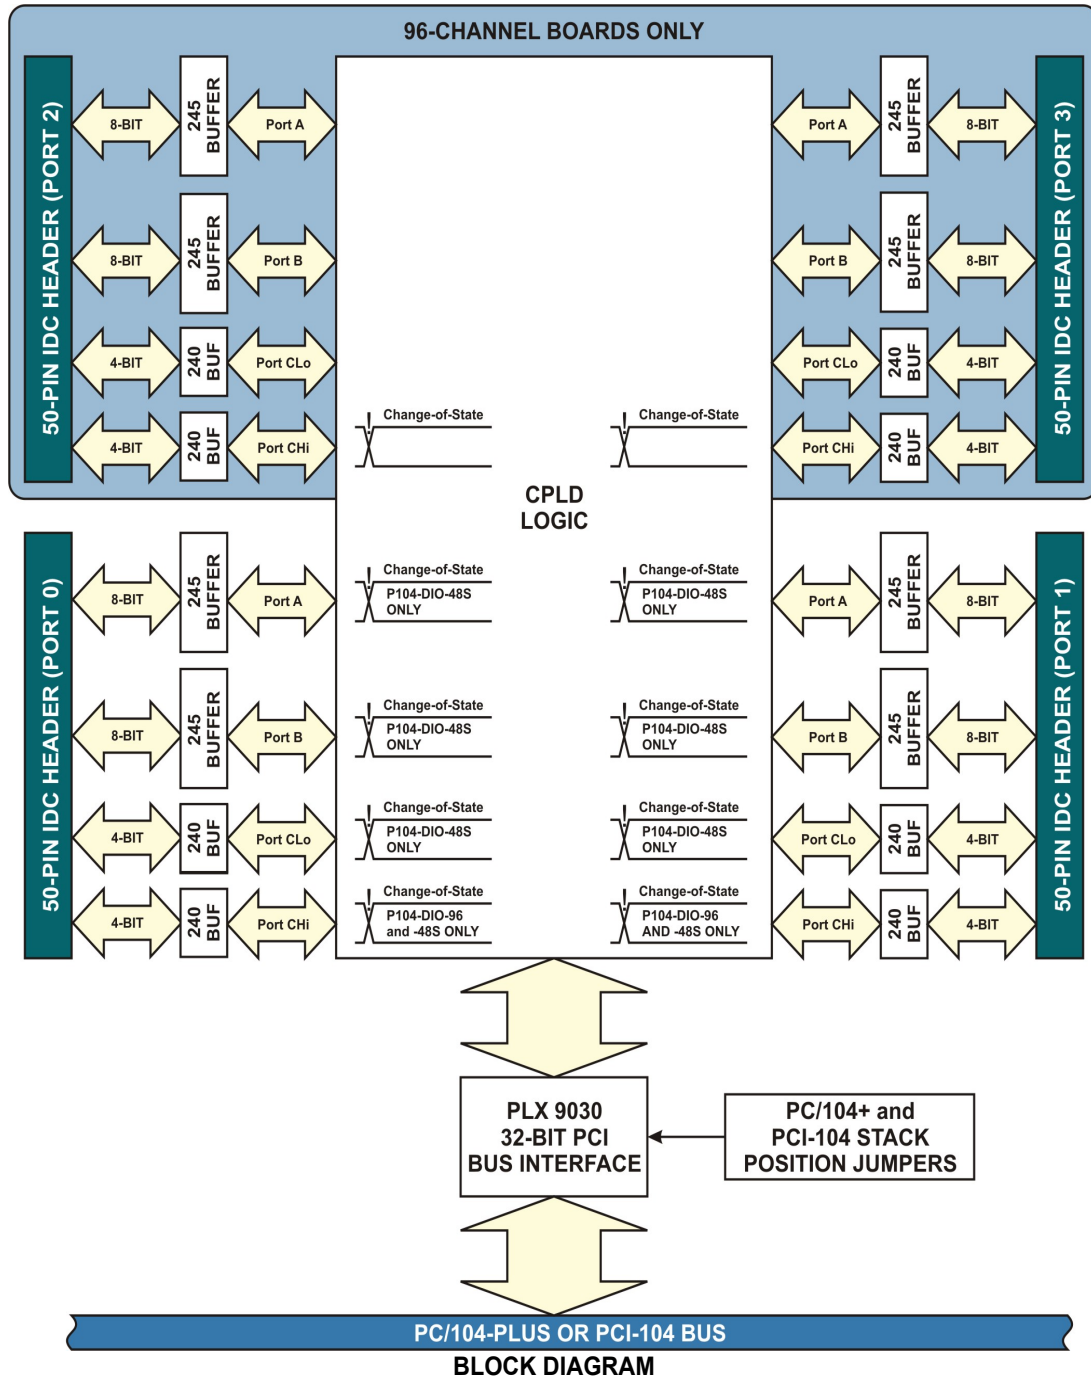 96-CHANNEL BOARDS ONLY
50-PIN IDC HEADER (PORT 2)
8-BIT
245
BUFFER
Port A
8-BIT
245
BUFFER
Port B
4-BIT
240
BUF
Port CLo
4-BIT
240
BUF
Port CHi
Change-of-State
Change-of-State
Port A
245
BUFFER
8-BIT
Port B
245
BUFFER
8-BIT
Port CLo
240
BUF
4-BIT
Port CHi
240
BUF
4-BIT
50-PIN IDC HEADER (PORT 3)
CPLD
LOGIC
50-PIN IDC HEADER (PORT 0)
8-BIT
245
BUFFER
Port A
Change-of-State
P104-DIO-48S
ONLY
8-BIT
245
BUFFER
Port B
Change-of-State
P104-DIO-48S
ONLY
4-BIT
240
BUF
Port CLo
Change-of-State
P104-DIO-48S
ONLY
4-BIT
240
BUF
Port CHi
Change-of-State
P104-DIO-96
and -48S ONLY
Change-of-State
P104-DIO-48S
ONLY
Port A
245
BUFFER
8-BIT
Change-of-State
P104-DIO-48S
ONLY
Port B
245
BUFFER
8-BIT
Change-of-State
P104-DIO-48S
ONLY
Port CLo
240
BUF
4-BIT
Change-of-State
P104-DIO-96
AND -48S ONLY
Port CHi
240
BUF
4-BIT
50-PIN IDC HEADER (PORT 1)
PLX 9030
32-BIT PCI
BUS INTERFACE
PC/104+ and
PCI-104 STACK
POSITION JUMPERS
PC/104-PLUS OR PCI-104 BUS
BLOCK DIAGRAM